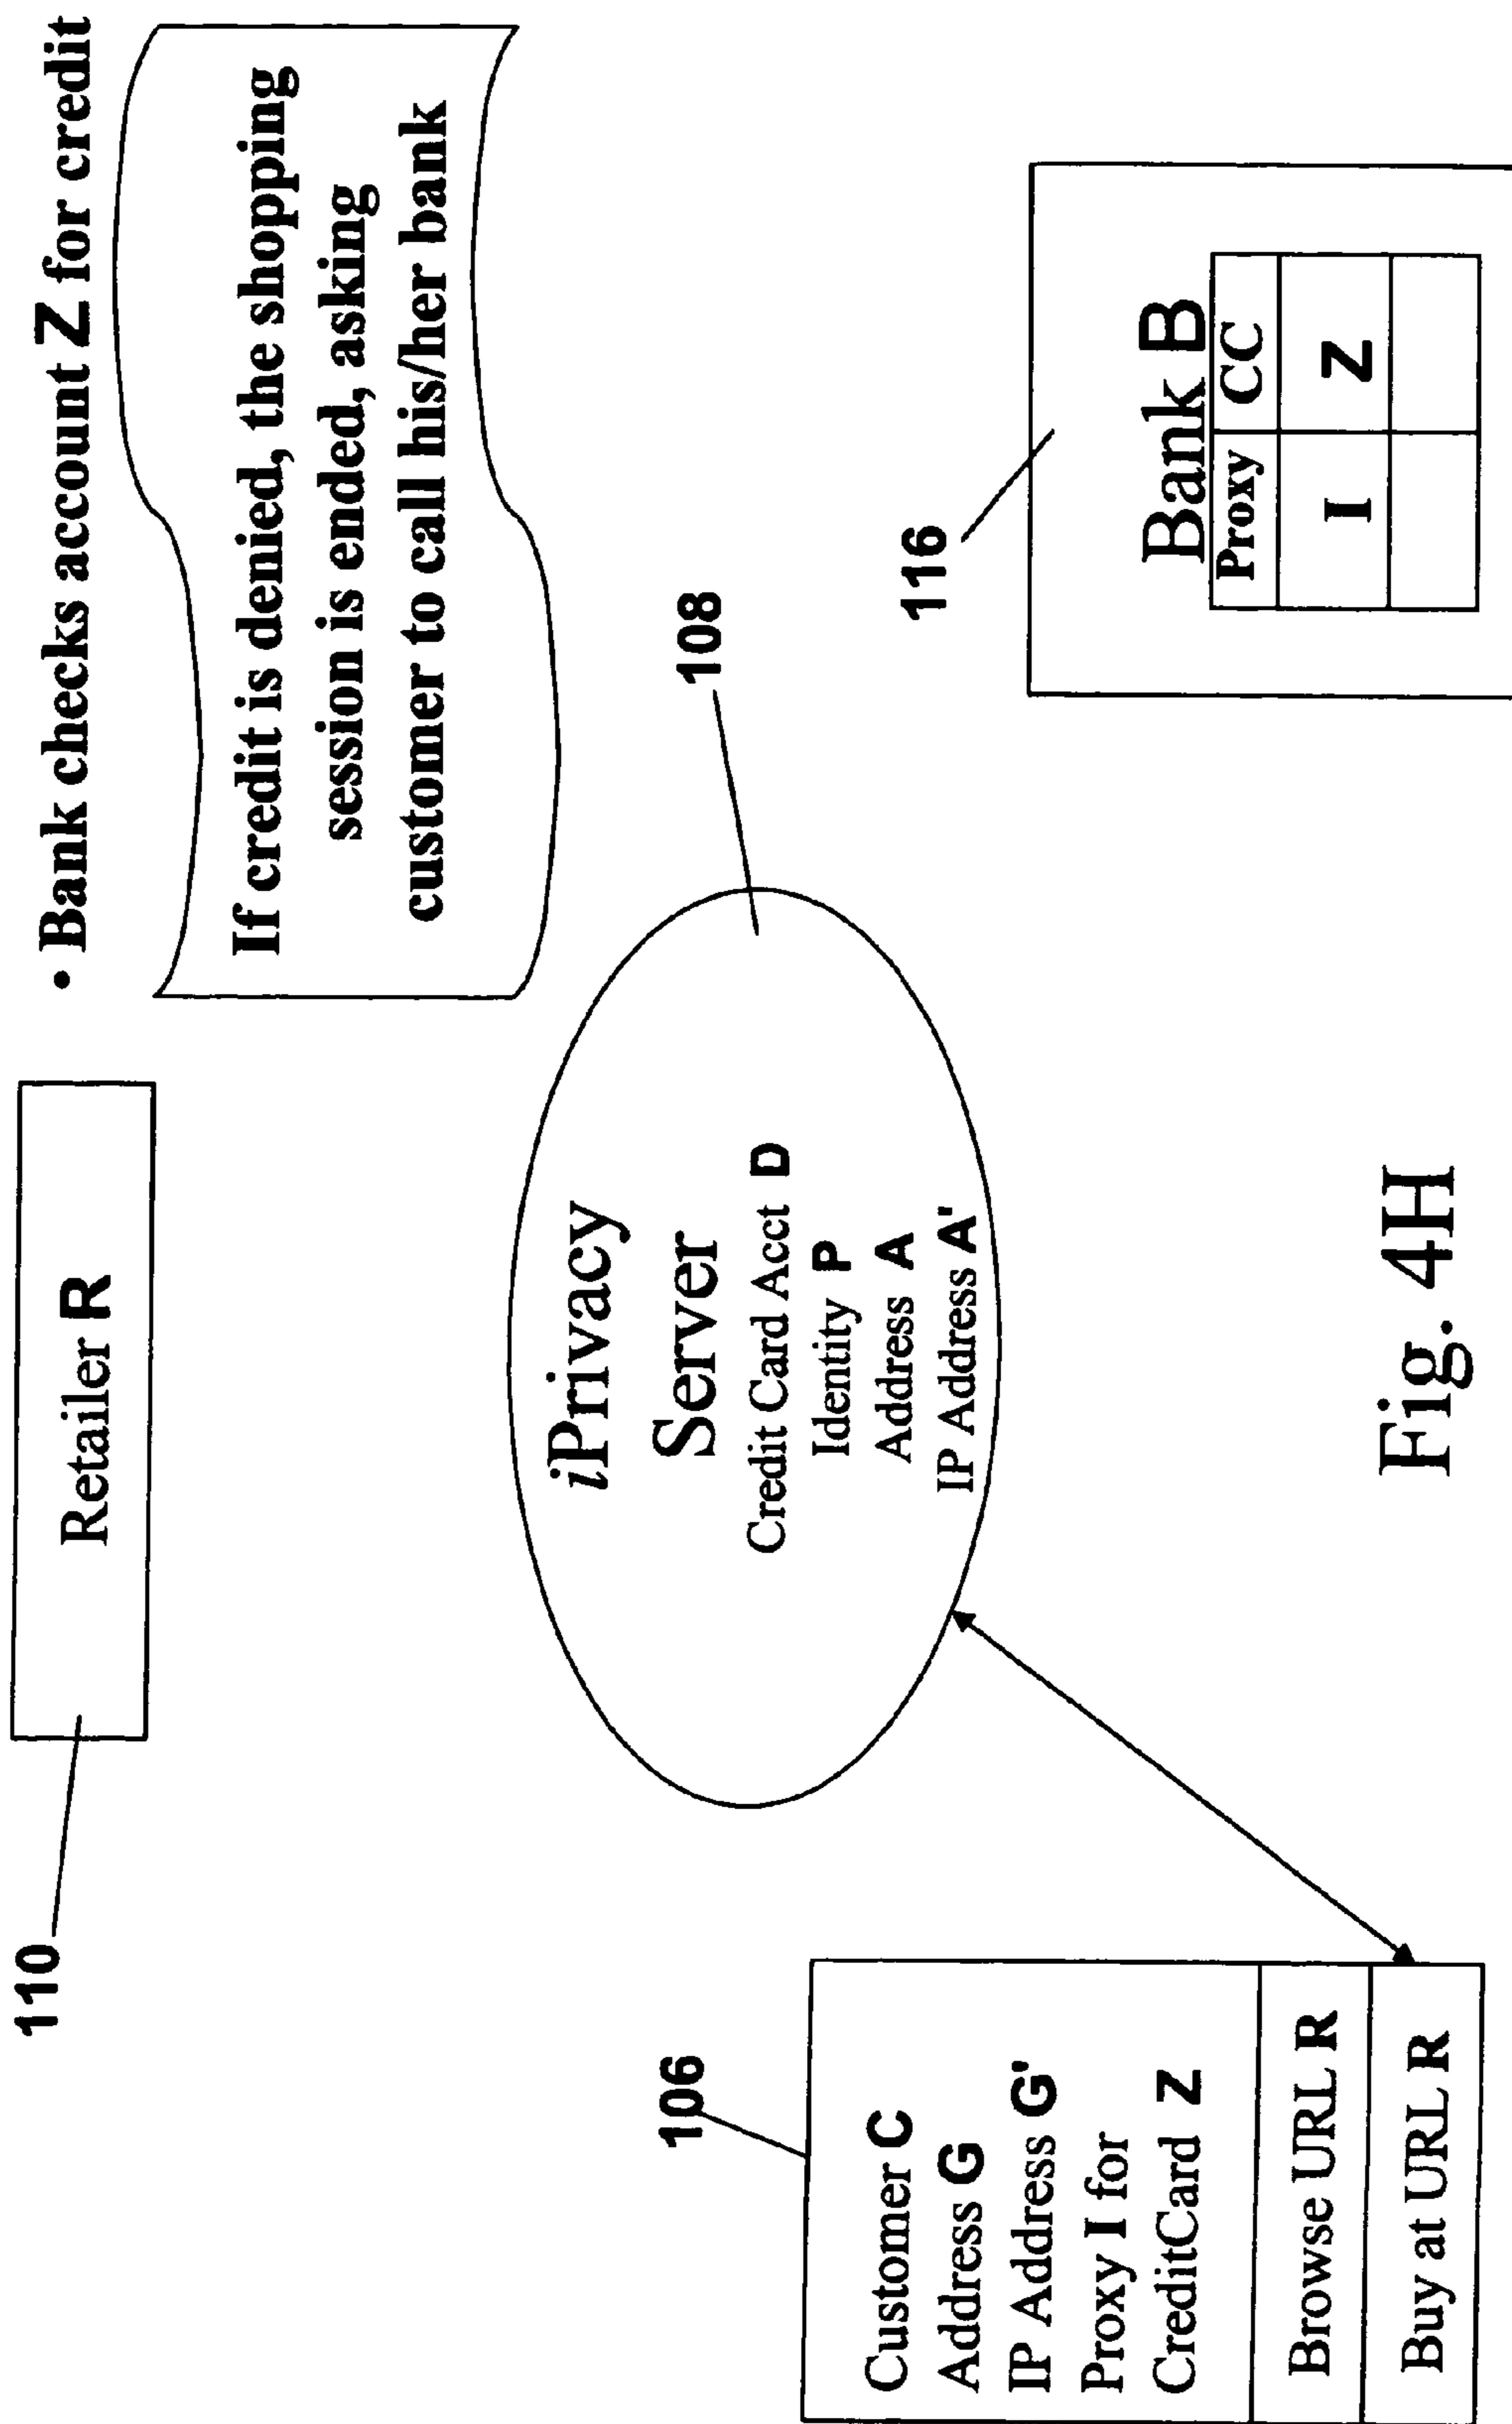 110
Retailer R
• Bank checks account Z for credit
If credit is denied, the shopping
session is ended, asking
customer to call his/her bank
108
iPrivacy
Server
Credit Card Acct D
Identity P
Address A
IP Address A'
106
Customer C
Address G
IP Address G'
Proxy I for
CreditCard Z
Browse URL R
Buy at URL R
116
Bank B
Proxy CC
I Z
Fig. 4H